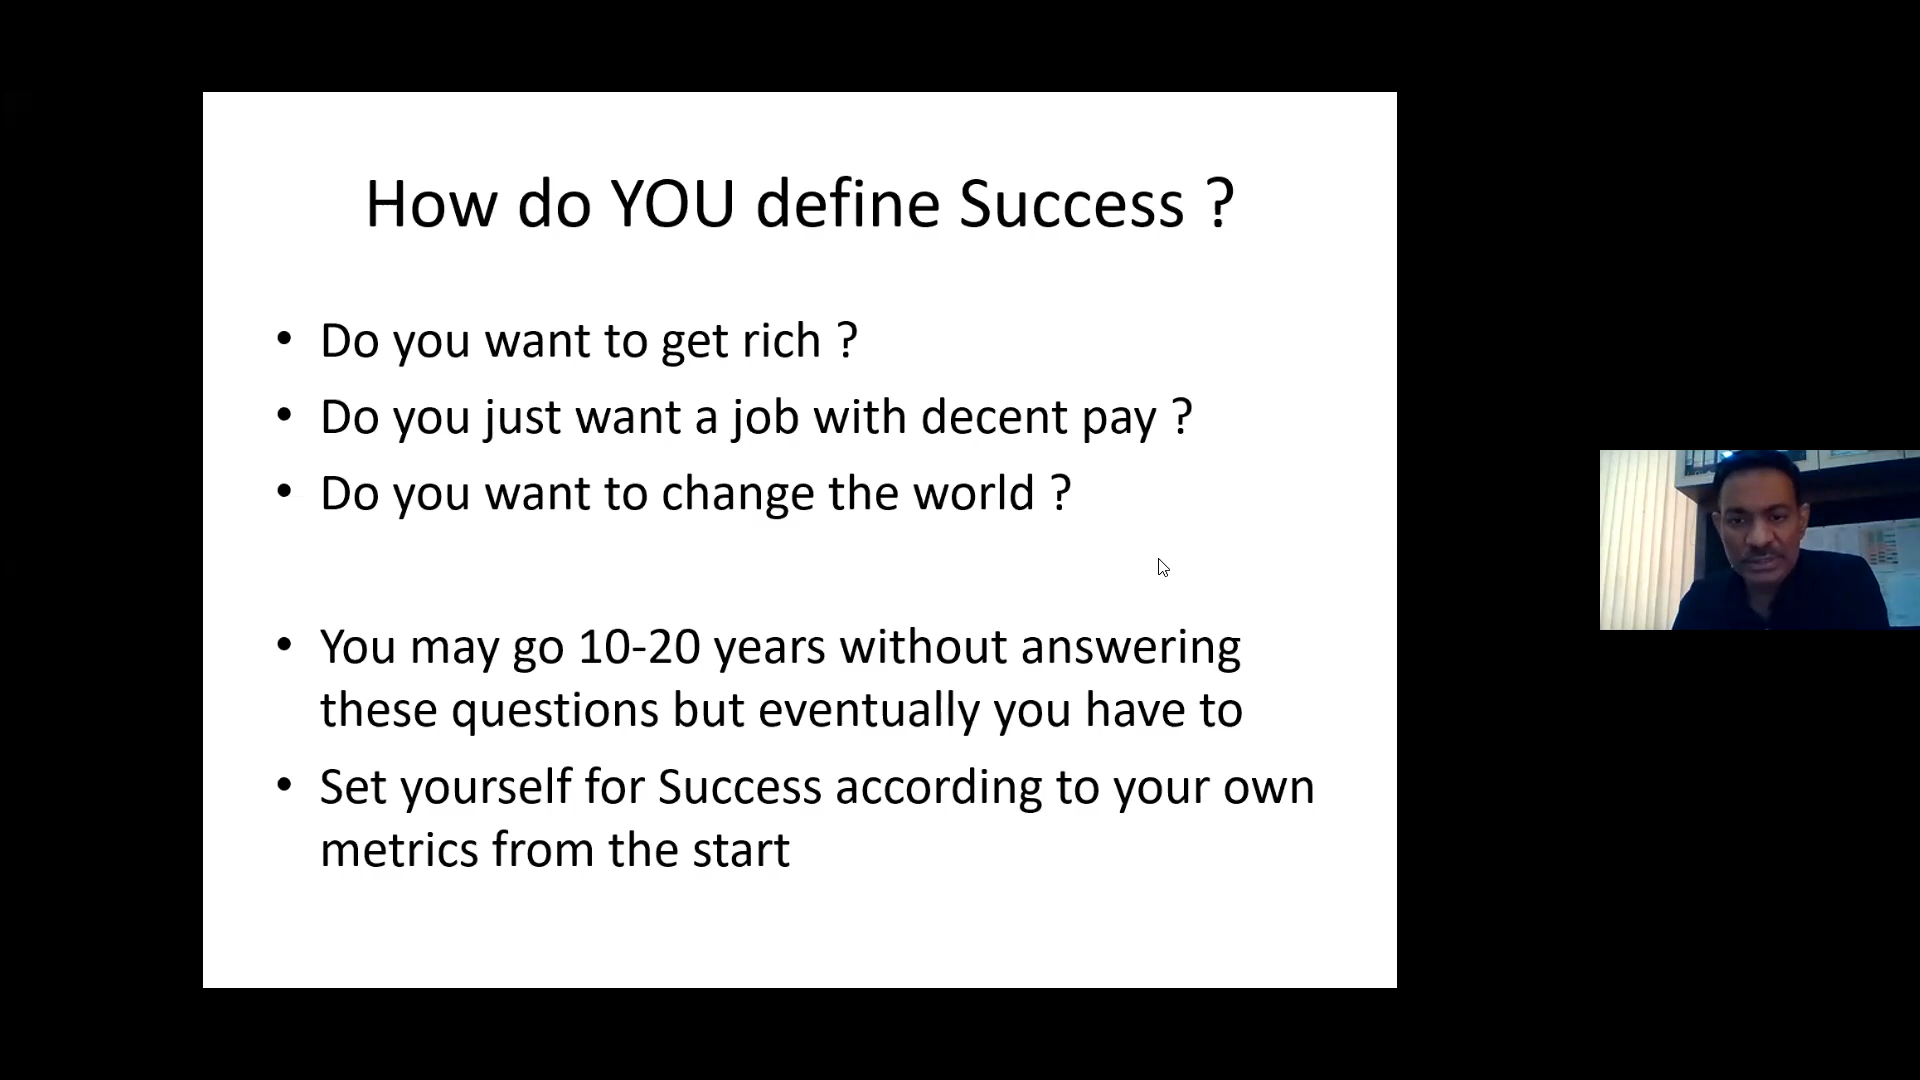 How do YOU define Success ?
• Do you want to get rich ?
• Do you just want a job with decent pay ?
• Do you want to change the world ?
• You may go 10-20 years without answering
these questions but eventually you have to
• Set yourself for Success according to your own
metrics from the start